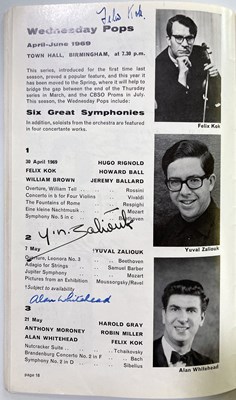 Felix Kok.
Wednesday Pops
April-June 1969
TOWN HALL, BIRMINGHAM, at 7.30 p.m.
This series, introduced for the first time last
season, proved a popular feature, and this year it
has been moved to the Spring, where it will help to
bridge the gap between the end of the Thursday
series in March, and the CBSO Proms in July.
This season, the Wednesday Pops include:
Six Great Symphonies
In addition, soloists from the orchestra are featured
in four concertante works.
Felix Kok
1
30 April 1969 HUGO RIGNOLD
FELIX KOK HOWARD BALL
WILLIAM BROWN JEREMY BALLARD
Overture, William Tell Rossini
Concerto in b for Four Violins Vivaldi
The Fountains of Rome Respighi
Eine kleine Nachtmusik Mozart
Symphony No.5 in c Beethoven
Y.n. Zaliouk
Yuval Zaliouk
2
7 May YUVAL ZALIOUK
Overture, Leonora No.3 Beethoven
Adagio for Strings Samuel Barber
Jupiter Symphony Mozart
Pictures from an Exhibition Moussorgsky/Ravel
†Subject to availability
Alan Whitehead
3
21 May HAROLD GRAY
ANTHONY MORONEY ROBIN MILLER
ALAN WHITEHEAD FELIX KOK
Nutcracker Suite Tchaikovsky
Brandenburg Concerto No.2 in F Bach
Symphony No.2 in D Sibelius
Alan Whitehead
page 18